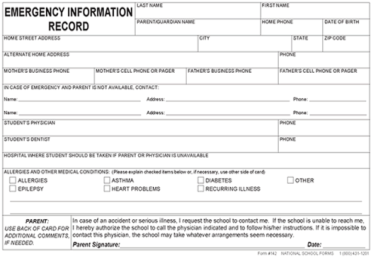 EMERGENCY INFORMATION RECORD
LAST NAME FIRST NAME
PARENT/GUARDIAN NAME HOME PHONE DATE OF BIRTH
HOME STREET ADDRESS CITY STATE ZIP CODE
ALTERNATE HOME ADDRESS PHONE
MOTHER'S BUSINESS PHONE MOTHER'S CELL PHONE OR PAGER FATHER'S BUSINESS PHONE FATHER'S CELL PHONE OR PAGER
IN CASE OF EMERGENCY AND PARENT IS NOT AVAILABLE, CONTACT:
Name: Address: Phone:
Name: Address: Phone:
STUDENT'S PHYSICIAN PHONE
STUDENT'S DENTIST PHONE
HOSPITAL WHERE STUDENT SHOULD BE TAKEN IF PARENT OR PHYSICIAN IS UNAVAILABLE
ALLERGIES AND OTHER MEDICAL CONDITIONS: (Please explain checked items below or, if necessary, use other side of card)
ALLERGIES ASTHMA DIABETES OTHER
EPILEPSY HEART PROBLEMS RECURRING ILLNESS
PARENT:
USE BACK OF CARD FOR
ADDITIONAL COMMENTS,
IF NEEDED.
In case of an accident or serious illness, I request the school to contact me. If the school is unable to reach me,
I hereby authorize the school to call the physician indicated and to follow his/her instructions. If it is impossible to
contact this physician, the school may take whatever arrangements seem necessary.
Parent Signature: Date:
Form #142 NATIONAL SCHOOL FORMS 1 (800) 423-1201